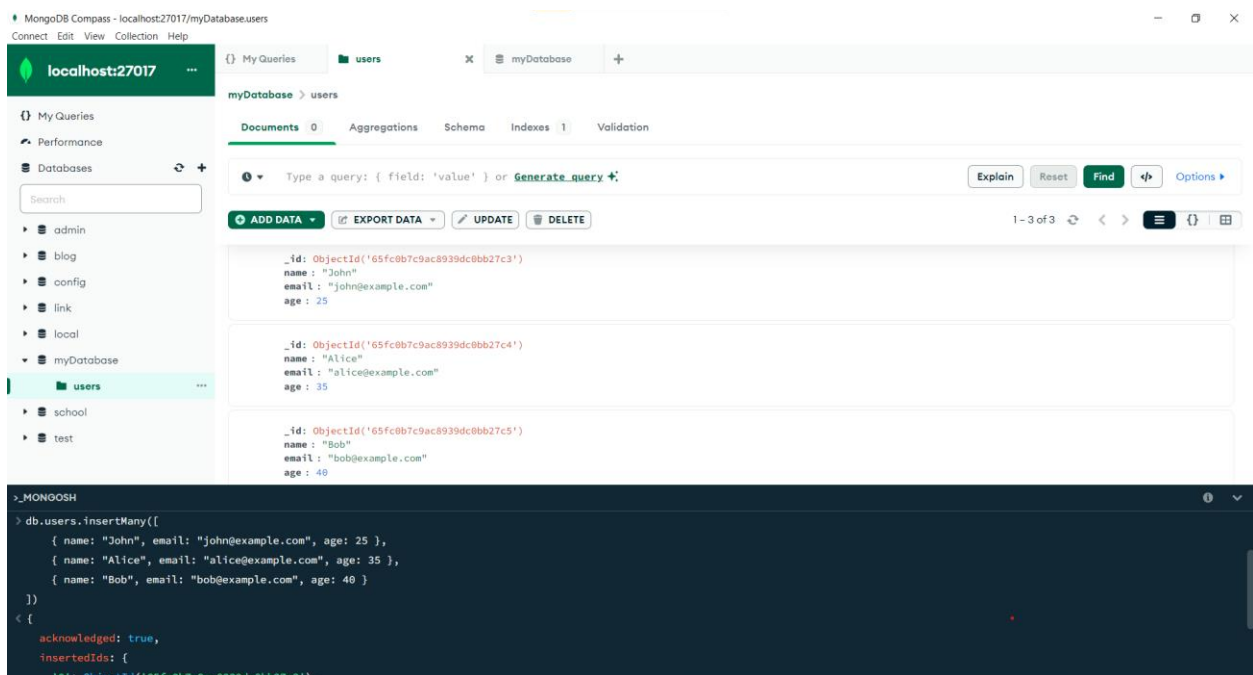 MongoDB Compass - localhost:27017/myDatabase.users
Connect Edit View Collection Help
localhost:27017 ...
{} My Queries users myDatabase
myDatabase > users
{} My Queries
Performance
Databases
Search
admin
blog
config
link
local
myDatabase
users ...
school
test
Documents 0 Aggregations Schema Indexes 1 Validation
Type a query: { field: 'value' } or Generate query Explain Reset Find </> Options
ADD DATA EXPORT DATA UPDATE DELETE 1 – 3 of 3 < > {}
_id: ObjectId('65fc0b7c9ac8939dc0bb27c3')
name : "John"
email : "john@example.com"
age : 25
_id: ObjectId('65fc0b7c9ac8939dc0bb27c4')
name : "Alice"
email : "alice@example.com"
age : 35
_id: ObjectId('65fc0b7c9ac8939dc0bb27c5')
name : "Bob"
email : "bob@example.com"
age : 40
>_MONGOSH
> db.users.insertMany([
{ name: "John", email: "john@example.com", age: 25 },
{ name: "Alice", email: "alice@example.com", age: 35 },
{ name: "Bob", email: "bob@example.com", age: 40 }
])
< {
acknowledged: true,
insertedIds: {